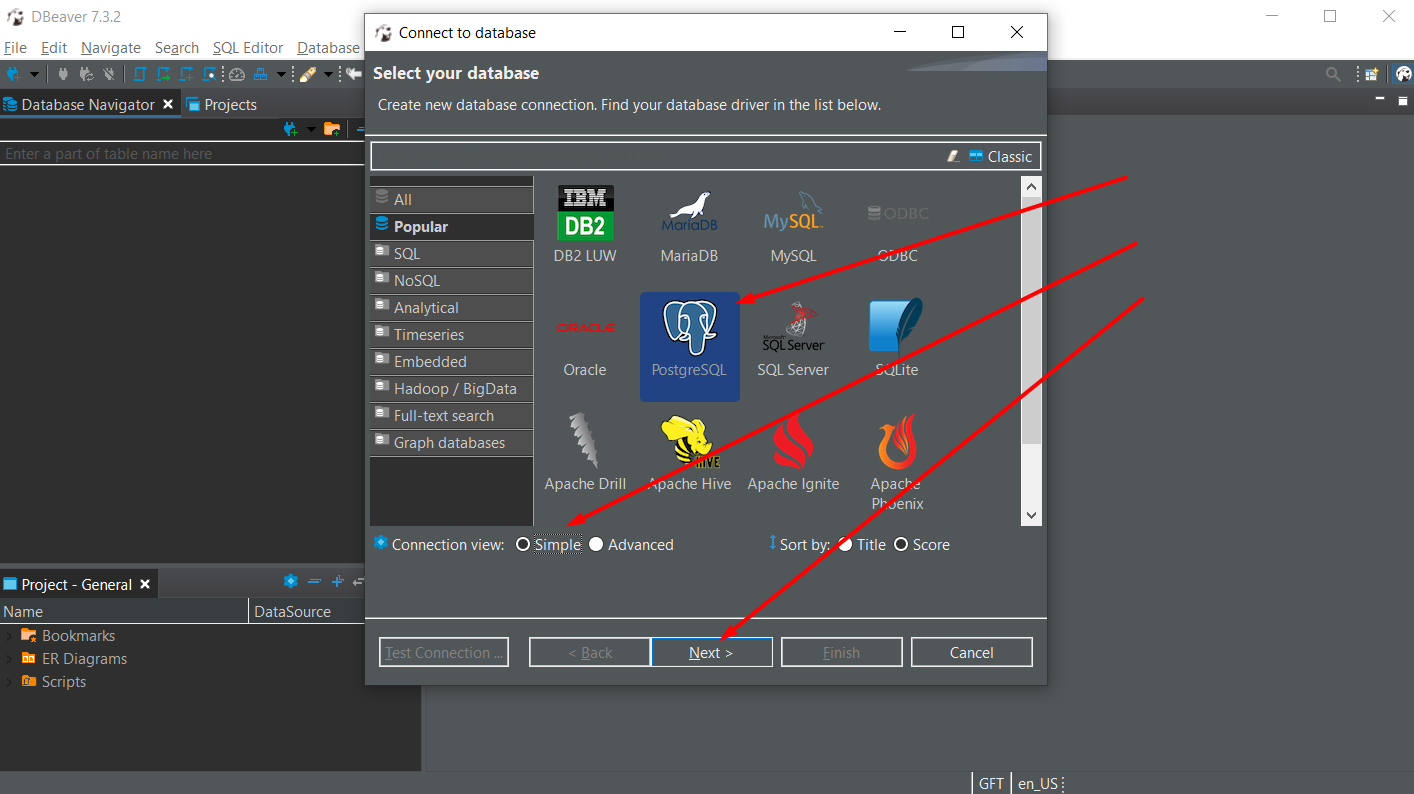 DBeaver 7.3.2
File Edit Navigate Search SQL Editor Database
Database Navigator
Projects
Enter a part of table name here
Connect to database
Select your database
Create new database connection. Find your database driver in the list below.
Classic
All
Popular
SQL
NoSQL
Analytical
Timeseries
Embedded
Hadoop / BigData
Full-text search
Graph databases
IBM
DB2
MariaDB
MySQL
ODBC
DB2 LUW
MariaDB
MySQL
ODBC
ORACLE
Microsoft
SQL Server
Oracle
PostgreSQL
SQL Server
SQLite
HIVE
Apache Drill
Apache Hive
Apache Ignite
Apache
Phoenix
Connection view: Simple Advanced
Sort by: Title Score
Test Connection ...
< Back
Next >
Finish
Cancel
Project - General
Name DataSource
Bookmarks
ER Diagrams
Scripts
GFT
en_US